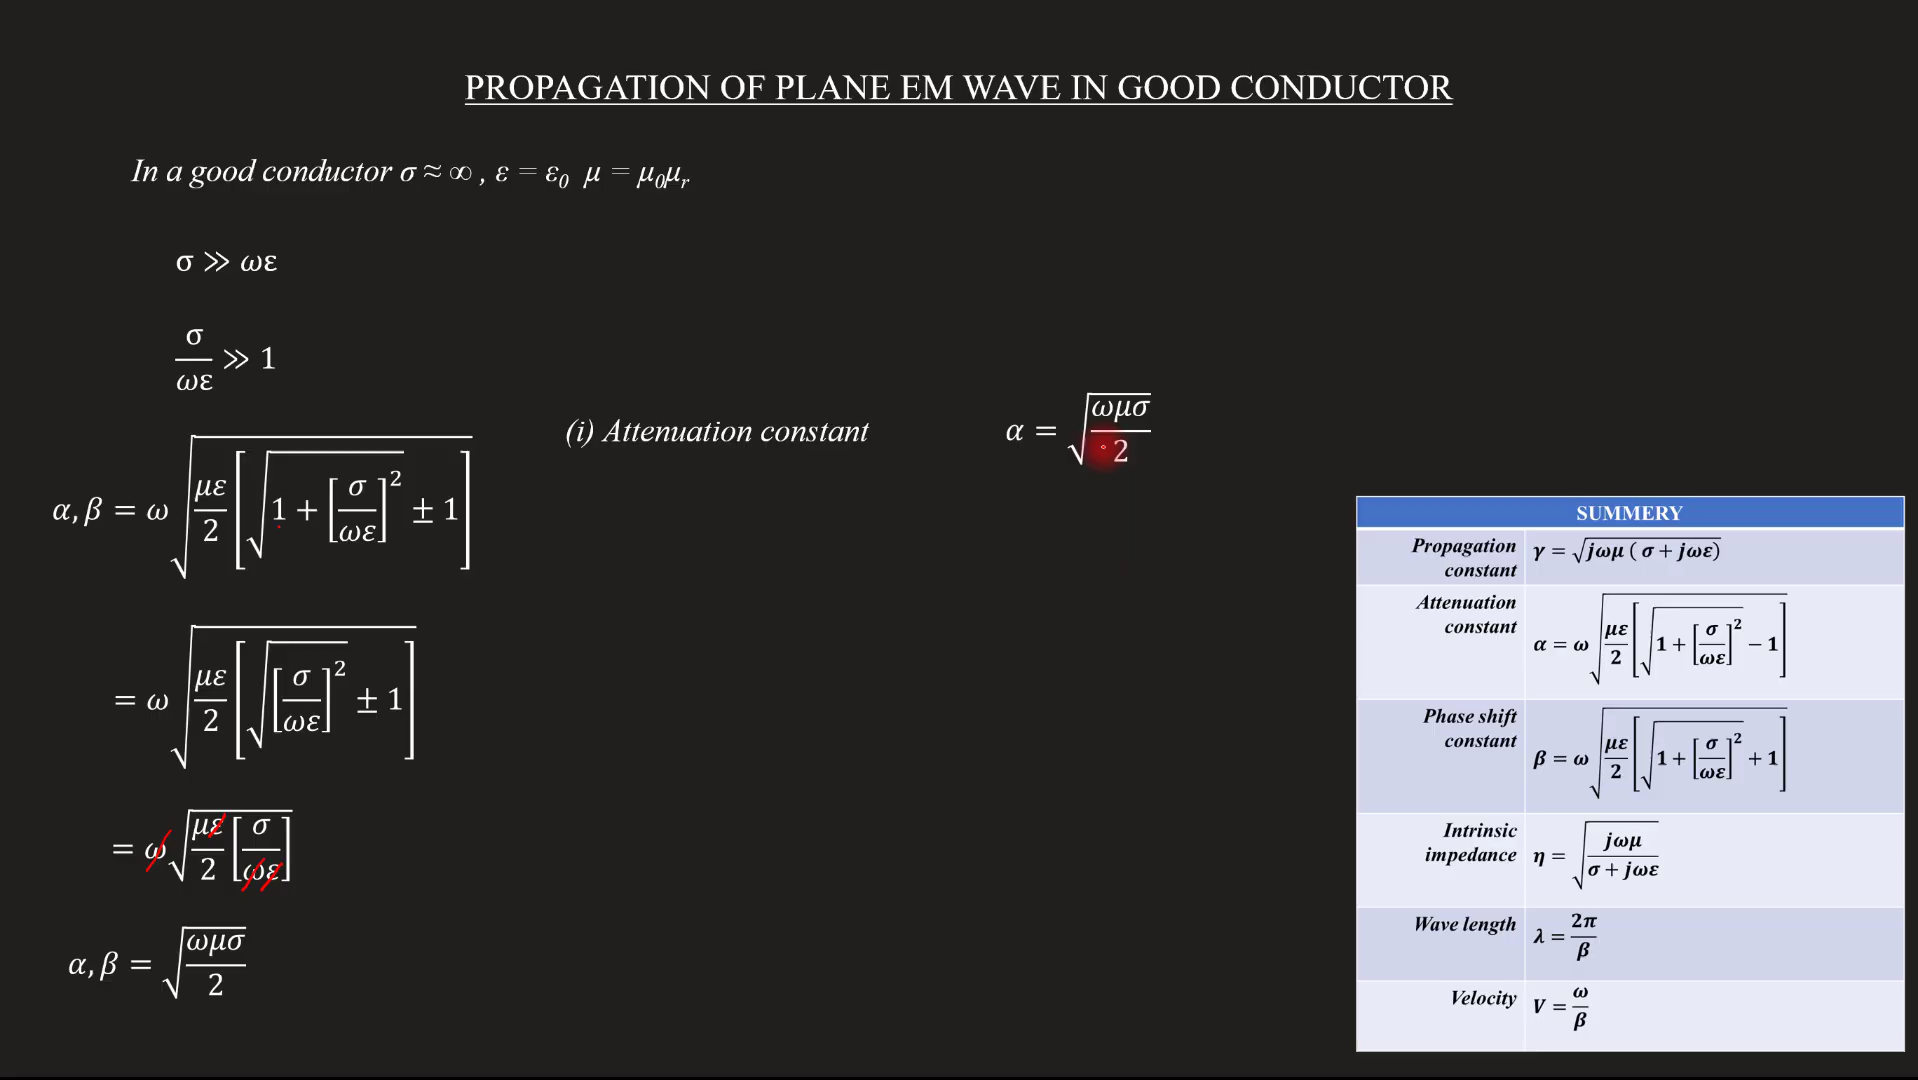 PROPAGATION OF PLANE EM WAVE IN GOOD CONDUCTOR
In a good conductor σ ≈ ∞ , ε = ε₀ μ = μ₀μᵣ
σ ≫ ωε
σ/ωε ≫ 1
α, β = ω √(με/2 [√(1 + [σ/ωε]²) ± 1])
= ω √(με/2 [√([σ/ωε]²) ± 1])
= ω √(με/2 [σ/ωε])
α, β = √(ωμσ/2)
(i) Attenuation constant α = √(ωμσ/2)
SUMMERY
Propagation constant γ = √(jωμ ( σ + jωε))
Attenuation constant α = ω √(με/2 [√(1 + [σ/ωε]²) − 1])
Phase shift constant β = ω √(με/2 [√(1 + [σ/ωε]²) + 1])
Intrinsic impedance η = √(jωμ/(σ + jωε))
Wave length λ = 2π/β
Velocity V = ω/β